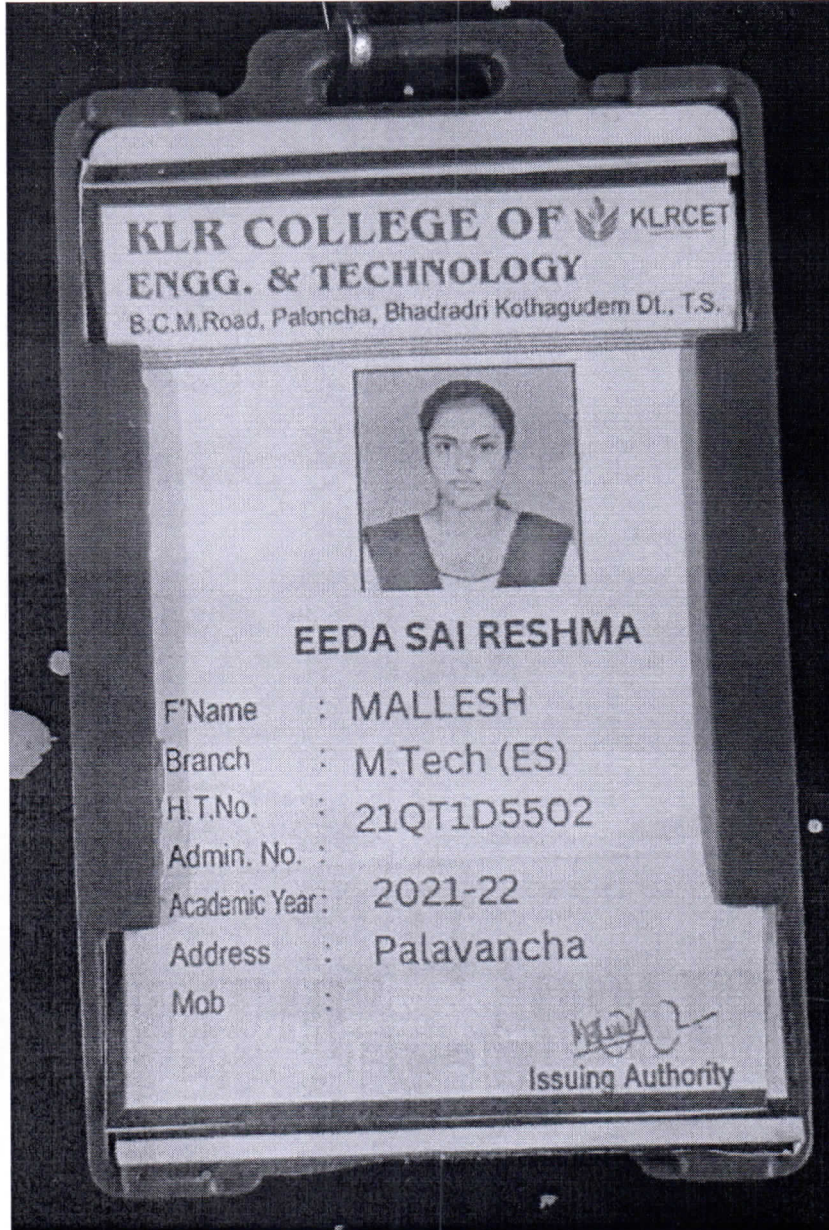 KLR COLLEGE OF KLRCET
ENGG. & TECHNOLOGY
B.C.M.Road, Paloncha, Bhadradri Kothagudem Dt., T.S.
EEDA SAI RESHMA
F'Name : MALLESH
Branch : M.Tech (ES)
H.T.No. : 21QT1D5502
Admin. No. :
Academic Year : 2021-22
Address : Palavancha
Mob :
Issuing Authority